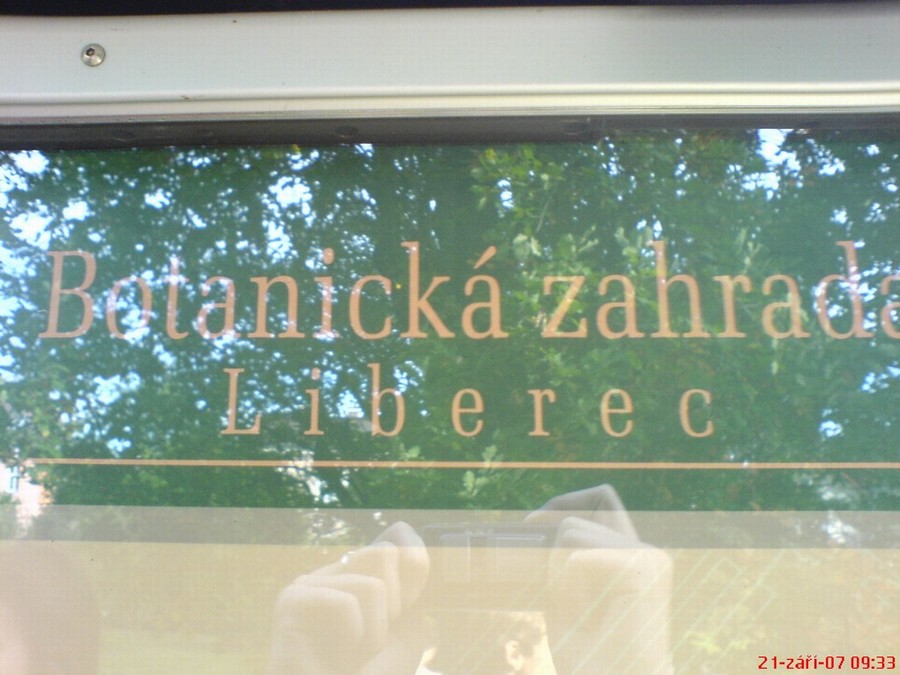 Botanická zahrada
Liberec
21-září-07 09:33